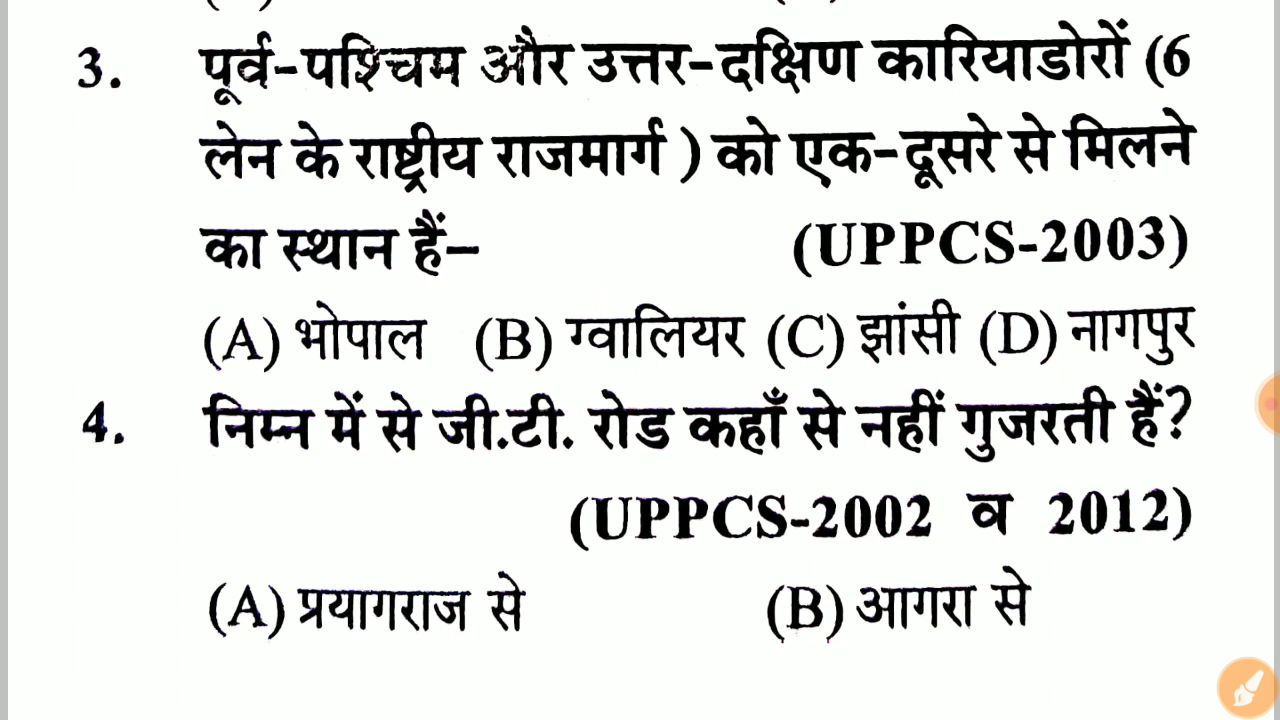 3. पूर्व-पश्चिम और उत्तर-दक्षिण कारियाडोरों (6
लेन के राष्ट्रीय राजमार्ग ) को एक-दूसरे से मिलने
का स्थान हैं– (UPPCS-2003)
(A) भोपाल (B) ग्वालियर (C) झांसी (D) नागपुर
4. निम्न में से जी.टी. रोड कहाँ से नहीं गुजरती हैं?
(UPPCS-2002 व 2012)
(A) प्रयागराज से (B) आगरा से